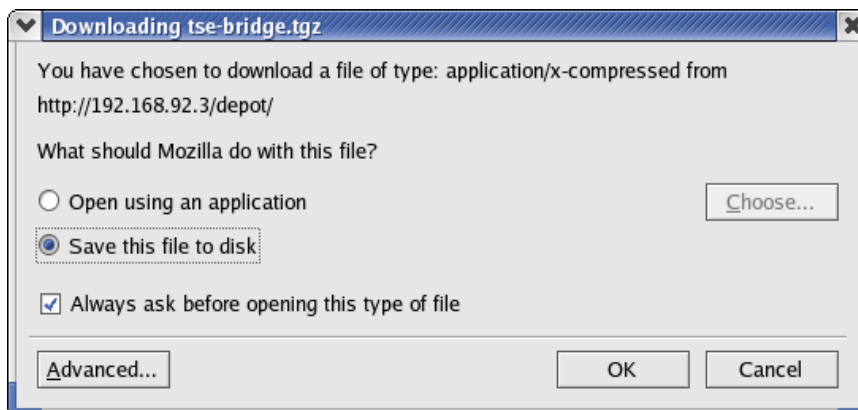 Downloading tse-bridge.tgz
You have chosen to download a file of type: application/x-compressed from
http://192.168.92.3/depot/
What should Mozilla do with this file?
Open using an application
Choose...
Save this file to disk
Always ask before opening this type of file
Advanced...
OK
Cancel